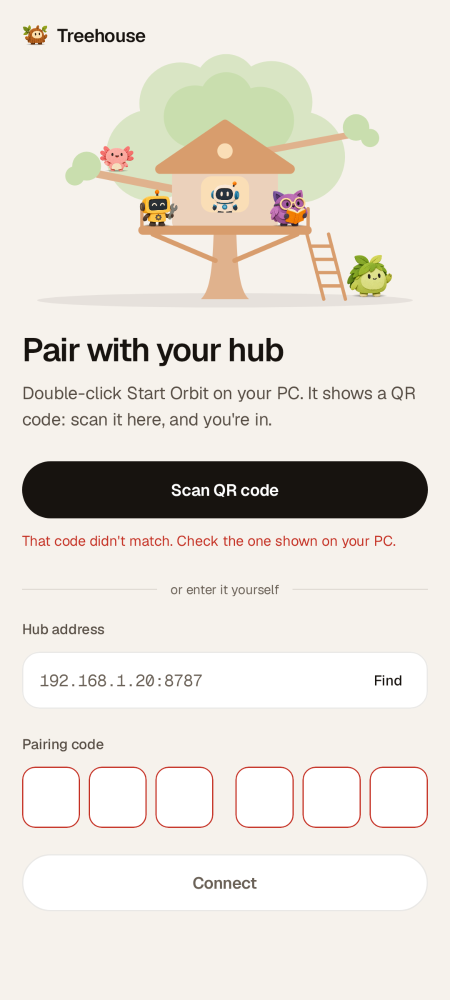 Treehouse
Pair with your hub
Double-click Start Orbit on your PC. It shows a QR
code: scan it here, and you're in.
Scan QR code
That code didn't match. Check the one shown on your PC.
or enter it yourself
Hub address
192.168.1.20:8787
Find
Pairing code
Connect